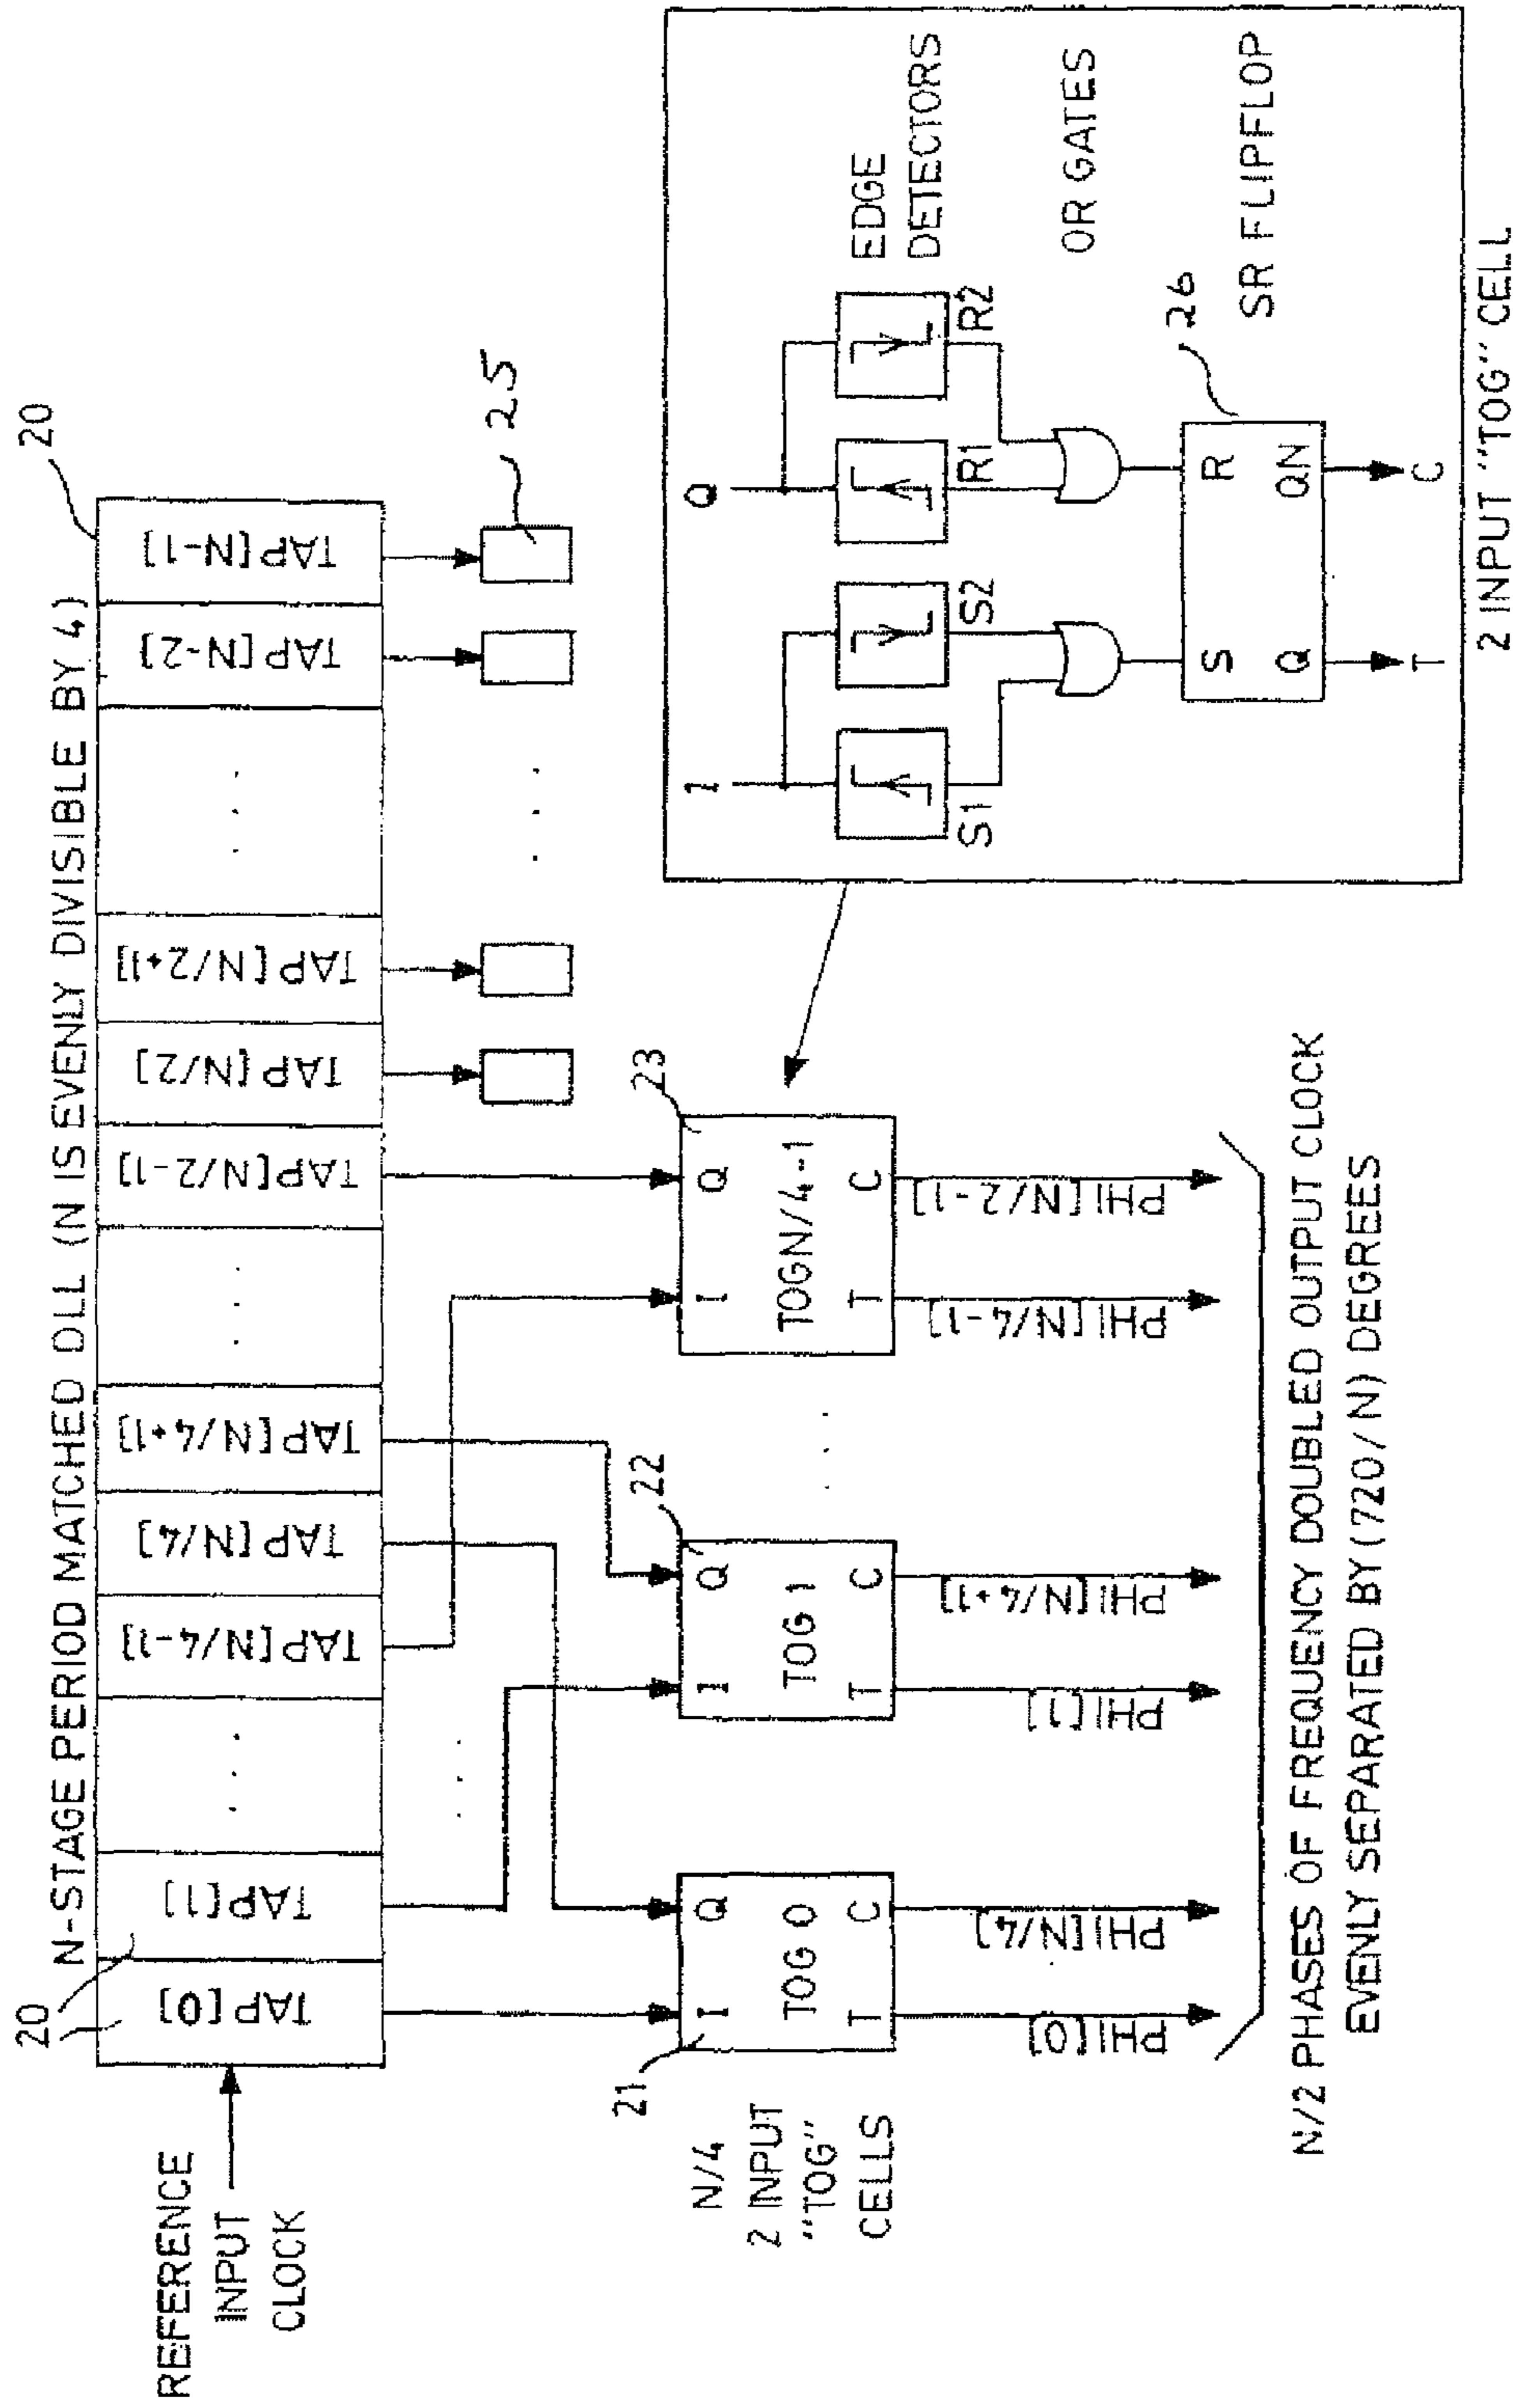 N-STAGE PERIOD MATCHED DLL (N IS EVENLY DIVISIBLE BY 4)
20
20
REFERENCE
INPUT
CLOCK
TAP[0]
TAP[1]
. . .
TAP[N/4-1]
TAP[N/4]
TAP[N/4+1]
. . .
TAP[N/2-1]
TAP[N/2]
TAP[N/2+1]
. . .
TAP[N-2]
TAP[N-1]
. . .
. . .
25
N/4
2 INPUT
"TOG"
CELLS
21
I
Q
TOG 0
T
C
22
I
Q
TOG 1
T
C
. . .
23
I
Q
TOGN/4-1
T
C
PHI[0]
PHI[N/4]
PHI[1]
PHI[N/4+1]
PHI[N/4-1]
PHI[N/2-1]
N/2 PHASES OF FREQUENCY DOUBLED OUTPUT CLOCK
EVENLY SEPARATED BY (720/N) DEGREES
I
Q
EDGE
DETECTORS
S1
S2
R1
R2
OR GATES
26
SR FLIPFLOP
S
R
Q
QN
T
C
2 INPUT "TOG" CELL